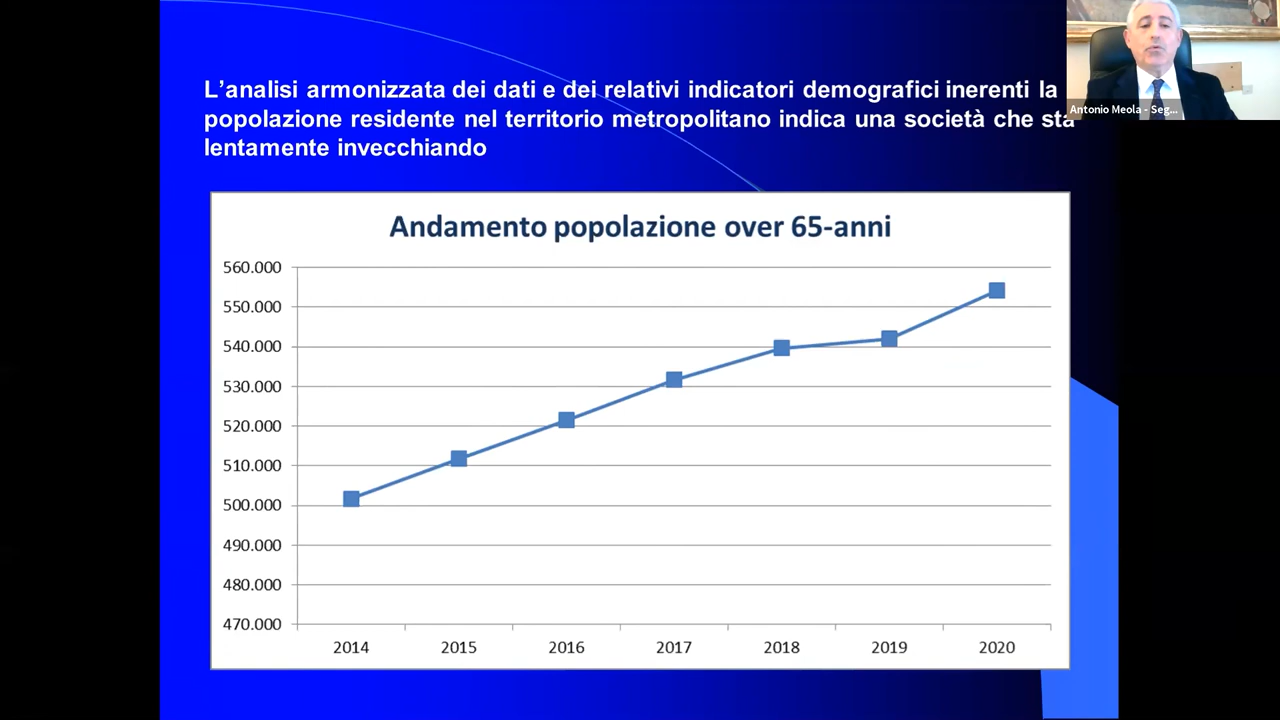 L'analisi armonizzata dei dati e dei relativi indicatori demografici inerenti la
popolazione residente nel territorio metropolitano indica una società che sta
lentamente invecchiando
Antonio Meola - Seg...
Andamento popolazione over 65-anni
560.000
550.000
540.000
530.000
520.000
510.000
500.000
490.000
480.000
470.000
2014 2015 2016 2017 2018 2019 2020